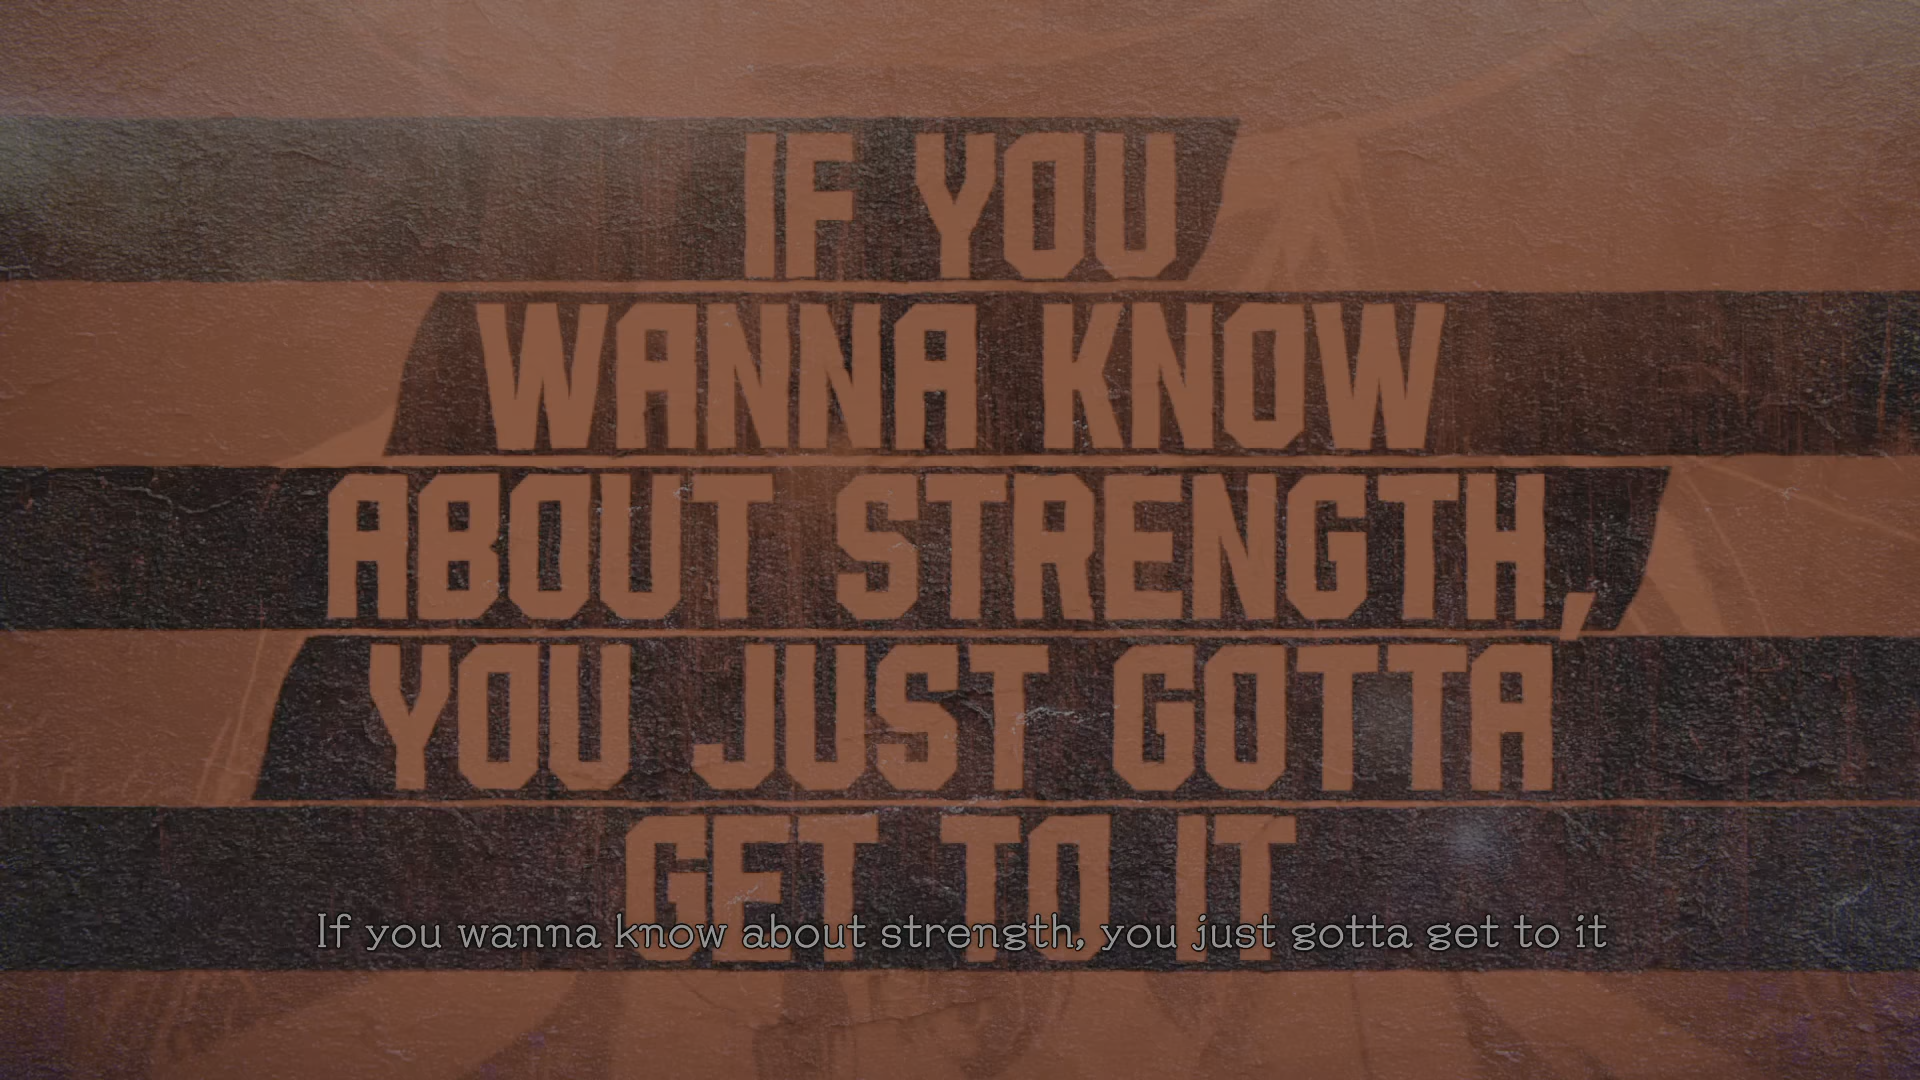 IF YOU
WANNA KNOW
ABOUT STRENGTH,
YOU JUST GOTTA
GET TO IT
If you wanna know about strength, you just gotta get to it